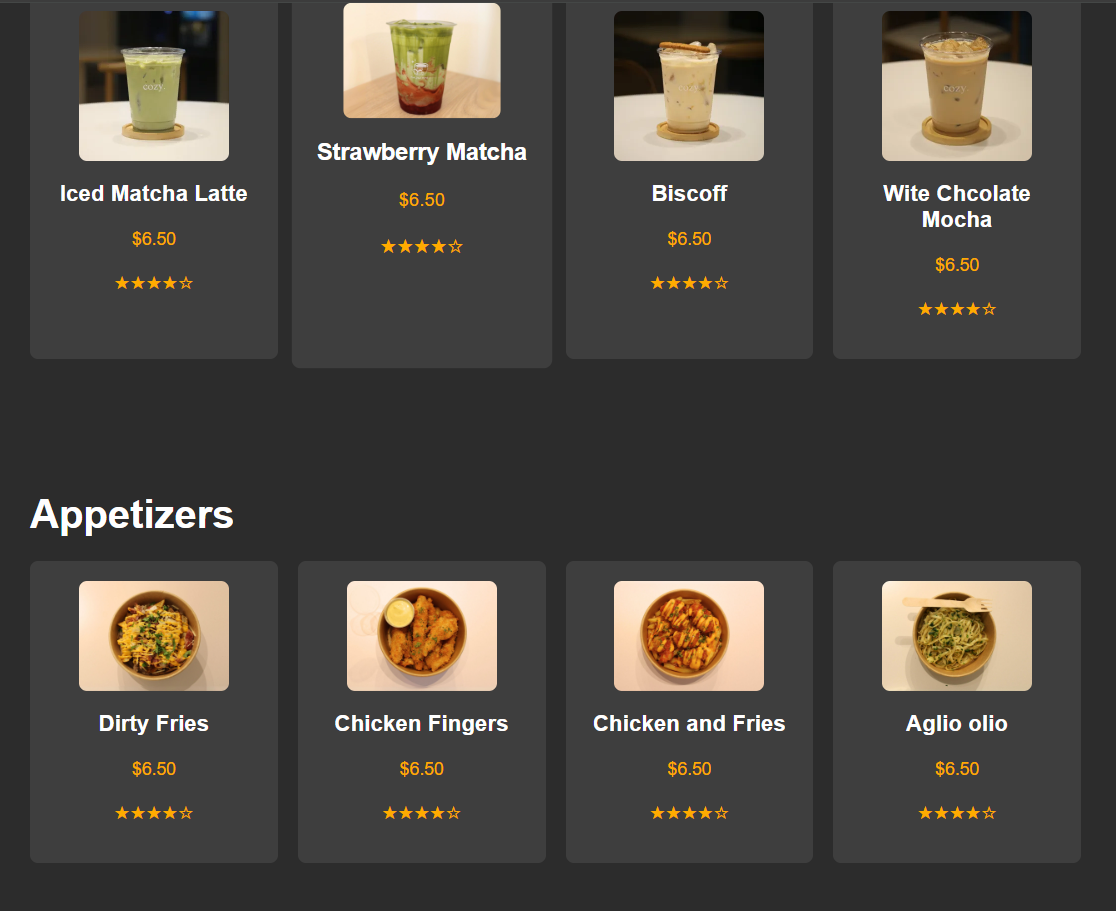 cozy.
cozy.
cozy.
Strawberry Matcha
Iced Matcha Latte
$6.50
★★★★☆
Biscoff
Wite Chcolate
Mocha
$6.50
$6.50
$6.50
★★★★☆
★★★★☆
★★★★☆
Appetizers
Dirty Fries
Chicken Fingers
Chicken and Fries
Aglio olio
$6.50
$6.50
$6.50
$6.50
★★★★☆
★★★★☆
★★★★☆
★★★★☆